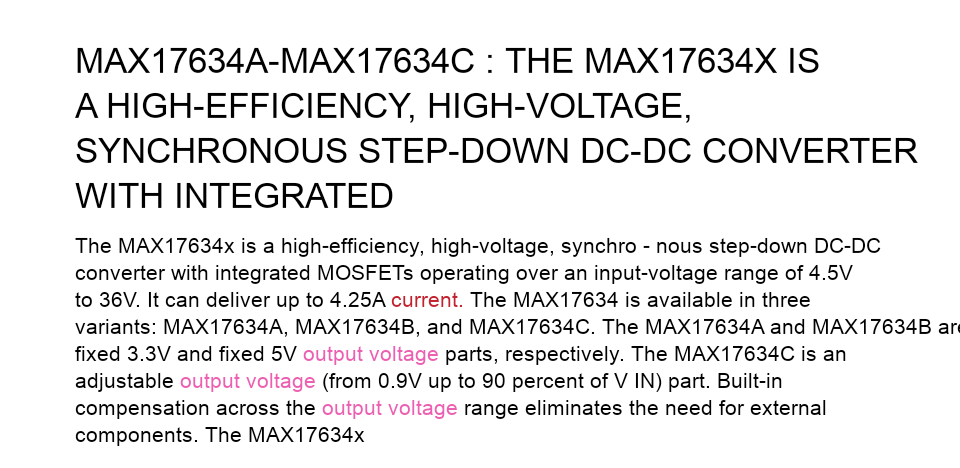 MAX17634A-MAX17634C : THE MAX17634X IS
A HIGH-EFFICIENCY, HIGH-VOLTAGE,
SYNCHRONOUS STEP-DOWN DC-DC CONVERTER
WITH INTEGRATED
The MAX17634x is a high-efficiency, high-voltage, synchro - nous step-down DC-DC
converter with integrated MOSFETs operating over an input-voltage range of 4.5V
to 36V. It can deliver up to 4.25A current. The MAX17634 is available in three
variants: MAX17634A, MAX17634B, and MAX17634C. The MAX17634A and MAX17634B are
fixed 3.3V and fixed 5V output voltage parts, respectively. The MAX17634C is an
adjustable output voltage (from 0.9V up to 90 percent of V IN) part. Built-in
compensation across the output voltage range eliminates the need for external
components. The MAX17634x